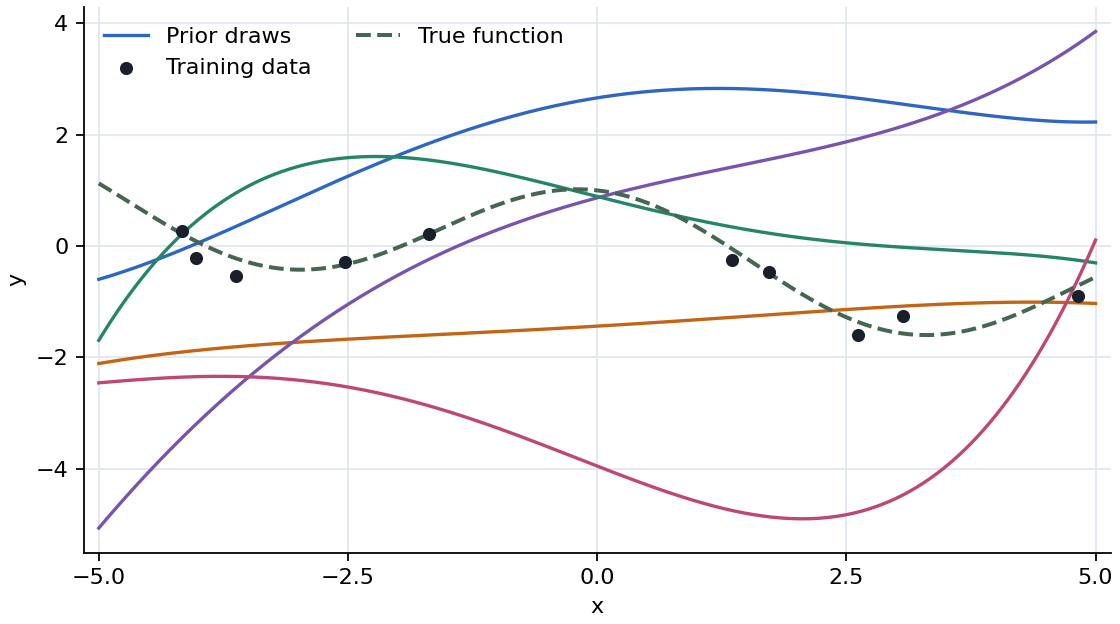 Prior draws
True function
Training data
4
2
0
−2
−4
y
−5.0
−2.5
0.0
2.5
5.0
x